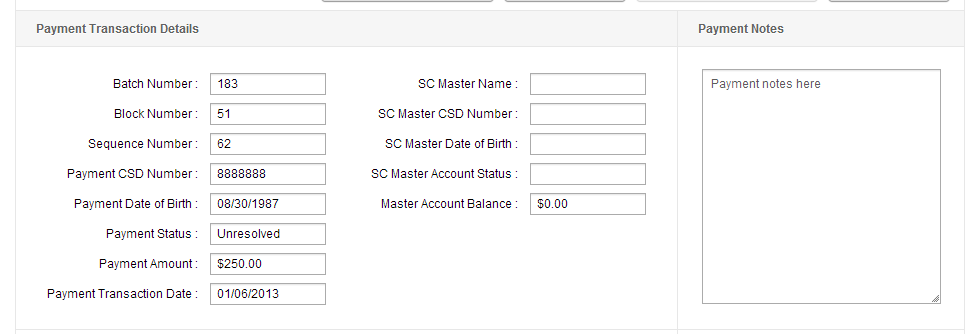 Payment Transaction Details
Payment Notes
Batch Number : 183
Block Number : 51
Sequence Number : 62
Payment CSD Number : 8888888
Payment Date of Birth : 08/30/1987
Payment Status : Unresolved
Payment Amount : $250.00
Payment Transaction Date : 01/06/2013
SC Master Name :
SC Master CSD Number :
SC Master Date of Birth :
SC Master Account Status :
Master Account Balance : $0.00
Payment notes here